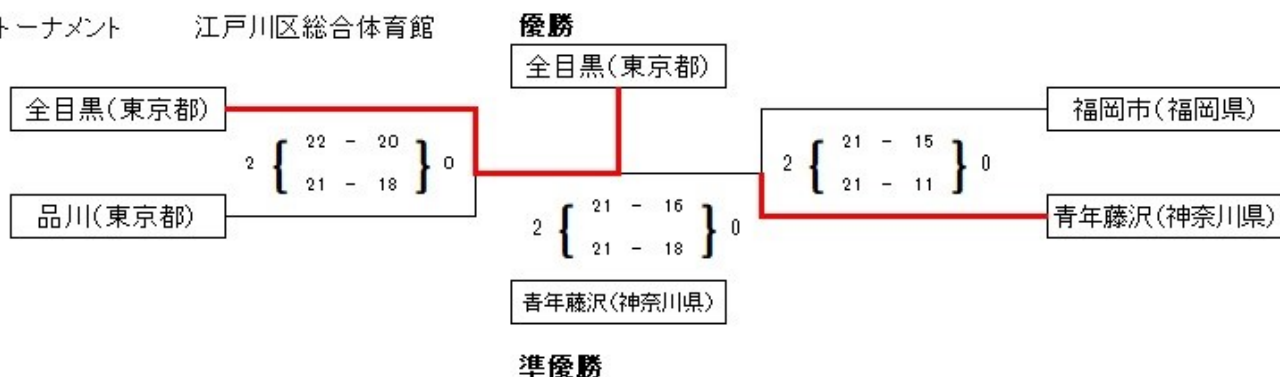 トーナメント 江戸川区総合体育館 優勝
全目黒(東京都)
全目黒(東京都)
福岡市(福岡県)
2 { 22 - 20 } 0
21 - 18
2 { 21 - 15 } 0
21 - 11
品川(東京都)
青年藤沢(神奈川県)
2 { 21 - 16 } 0
21 - 18
青年藤沢(神奈川県)
準優勝